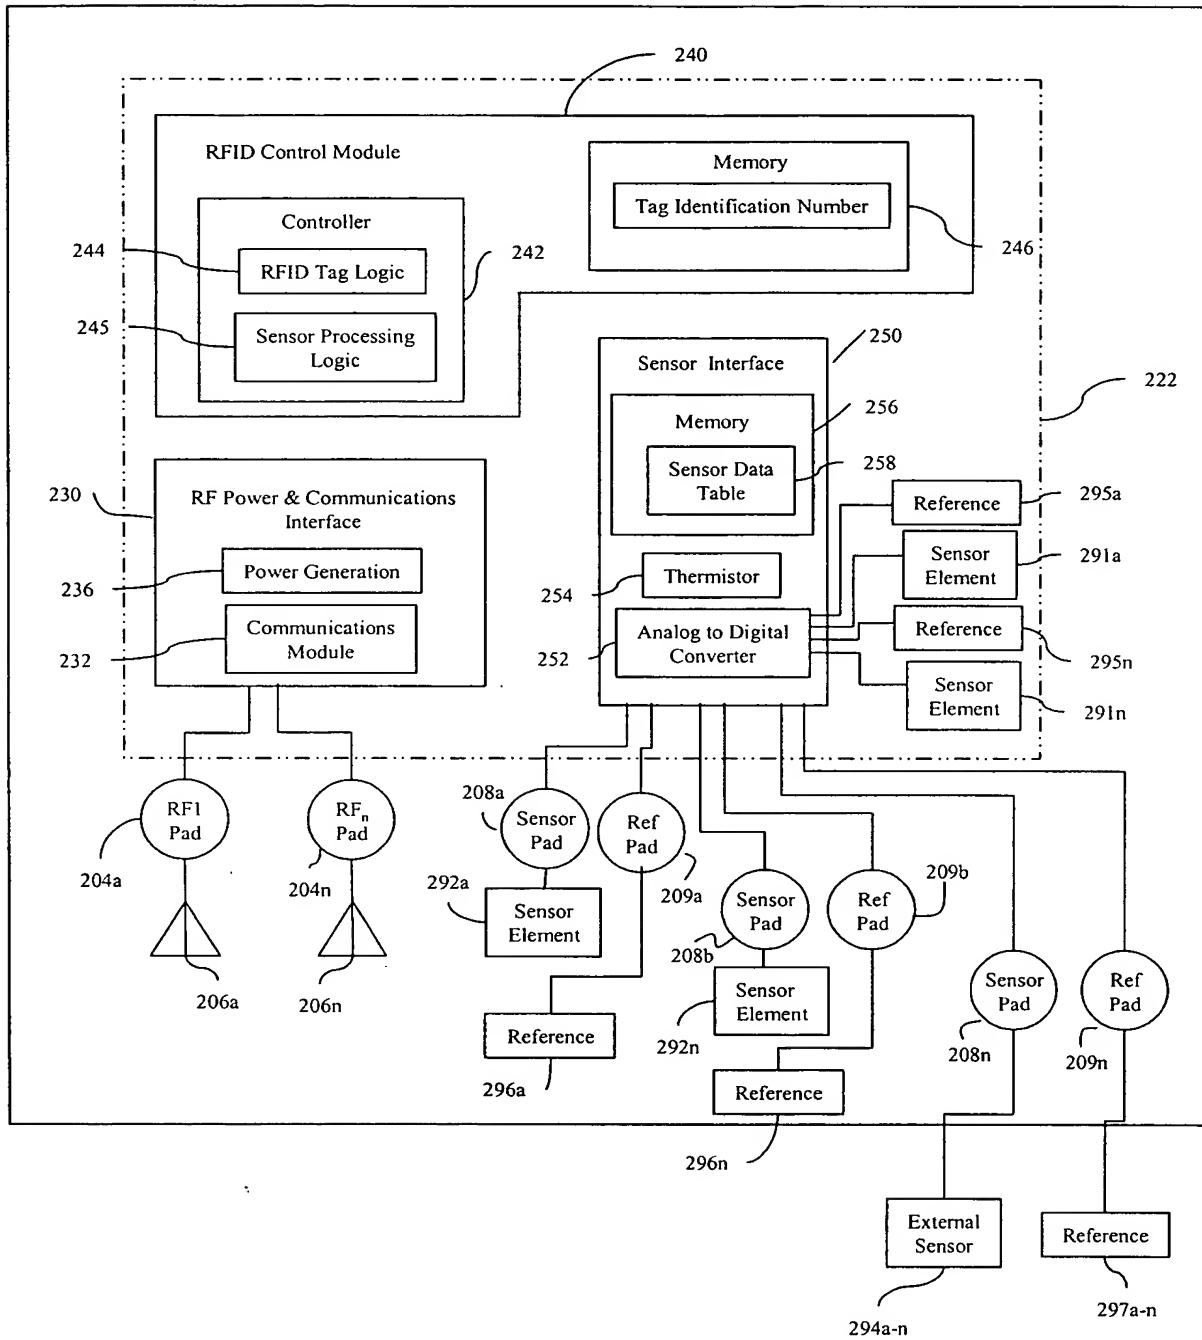 240
RFID Control Module
Memory
Tag Identification Number
246
Controller
244
RFID Tag Logic
242
245
Sensor Processing
Logic
250
Sensor Interface
222
256
Memory
258
Sensor Data
Table
230
RF Power & Communications
Interface
295a
Reference
236
Power Generation
254
Thermistor
Sensor
Element
291a
232
Communications
Module
252
Analog to Digital
Converter
Reference
295n
Sensor
Element
291n
RF1
Pad
204a
RFn
Pad
204n
208a
Sensor
Pad
Ref
Pad
209a
292a
Sensor
Element
Sensor
Pad
208b
Ref
Pad
209b
206a
206n
Sensor
Element
292n
Sensor
Pad
208n
Ref
Pad
209n
Reference
296a
Reference
296n
External
Sensor
294a-n
Reference
297a-n